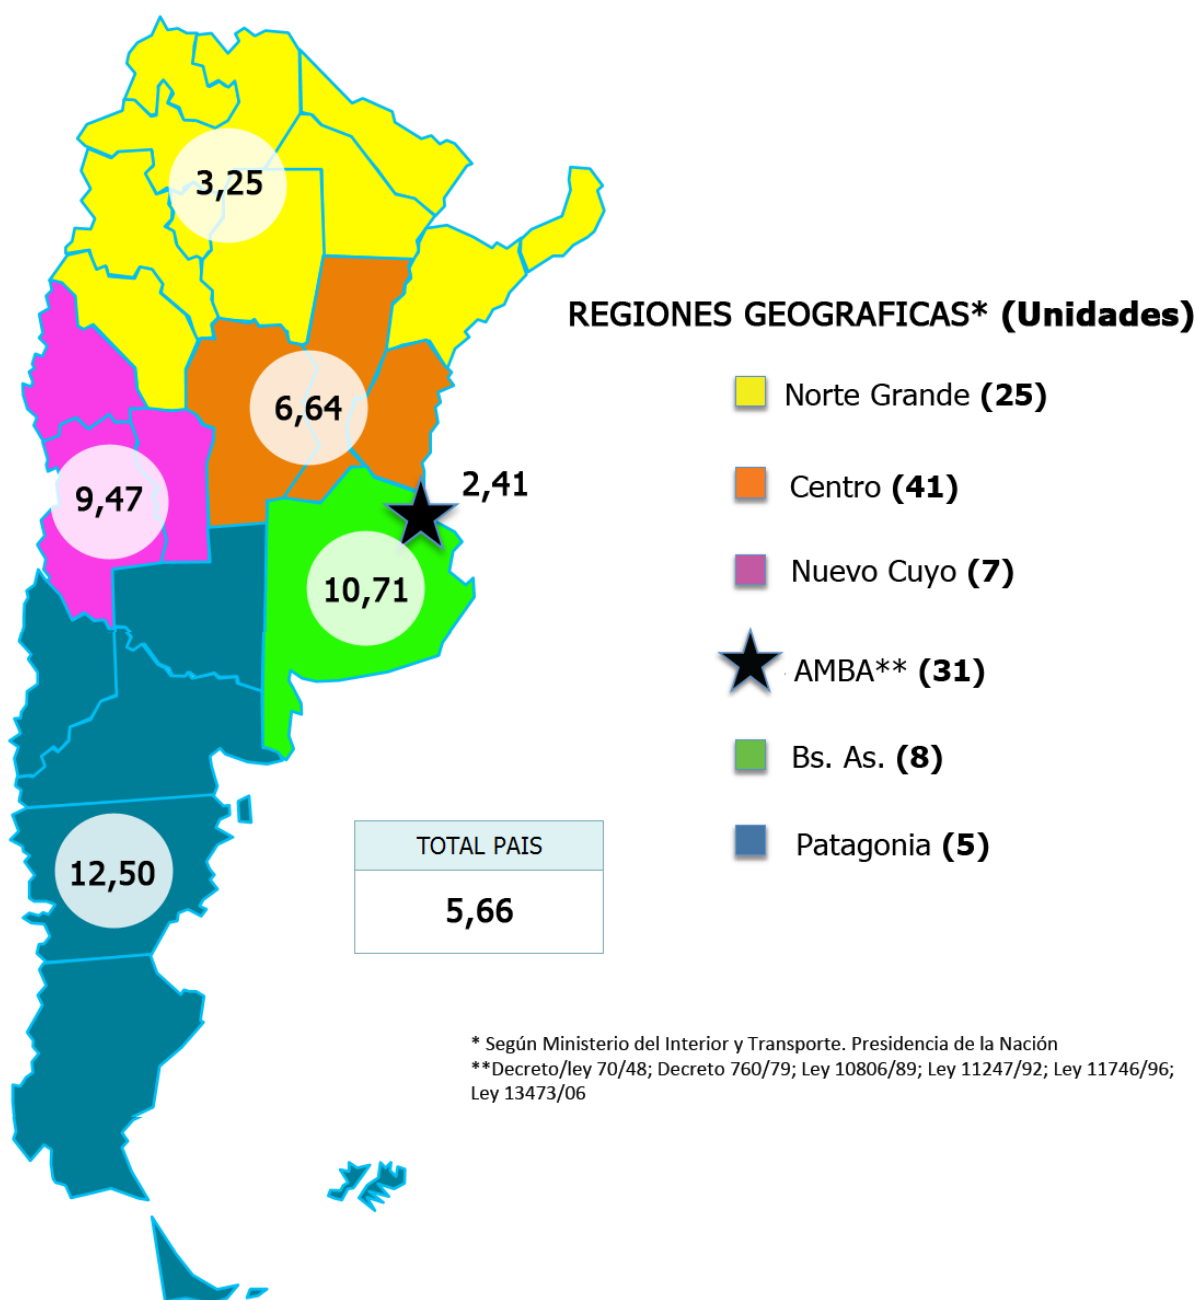 3,25
REGIONES GEOGRAFICAS* (Unidades)
Norte Grande (25)
6,64
2,41
Centro (41)
9,47
Nuevo Cuyo (7)
10,71
AMBA** (31)
Bs. As. (8)
TOTAL PAIS
Patagonia (5)
12,50
5,66
* Según Ministerio del Interior y Transporte. Presidencia de la Nación
**Decreto/ley 70/48; Decreto 760/79; Ley 10806/89; Ley 11247/92; Ley 11746/96;
Ley 13473/06